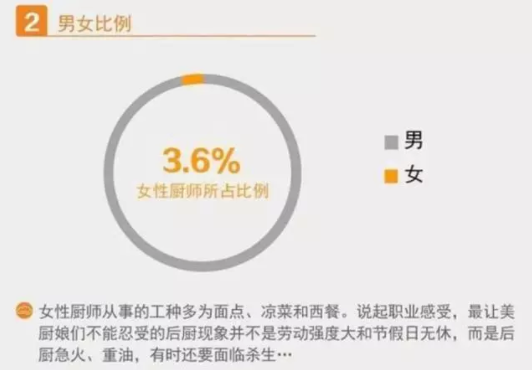 2 男女比例
3.6%
女性厨师所占比例
男
女
女性厨师从事的工种多为面点、凉菜和西餐。说起职业感受，最让美
厨娘们不能忍受的后厨现象并不是劳动强度大和节假日无休，而是后
厨急火、重油，有时还要面临杀生…